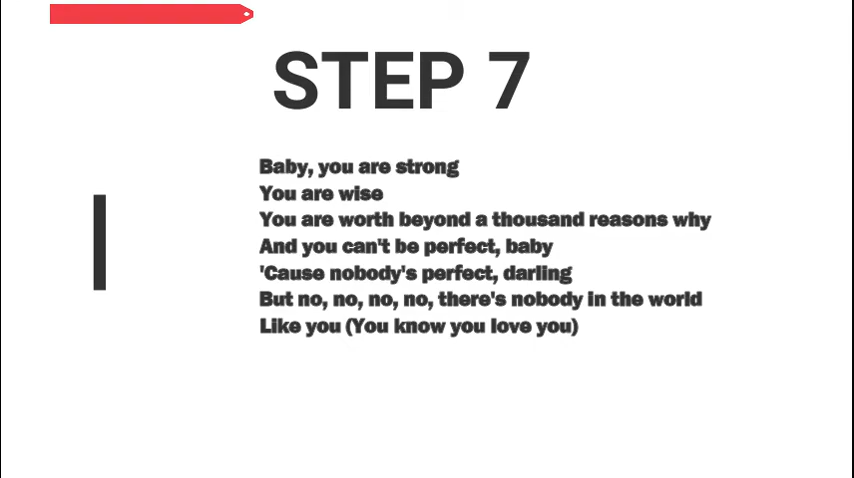 STEP 7
Baby, you are strong
You are wise
You are worth beyond a thousand reasons why
And you can't be perfect, baby
'Cause nobody's perfect, darling
But no, no, no, no, there's nobody in the world
Like you (You know you love you)